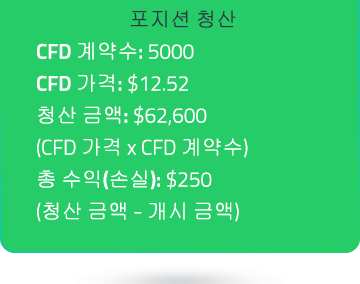 포지션 청산
CFD 계약수: 5000
CFD 가격: $12.52
청산 금액: $62,600
(CFD 가격 x CFD 계약수)
총 수익(손실): $250
(청산 금액 - 개시 금액)